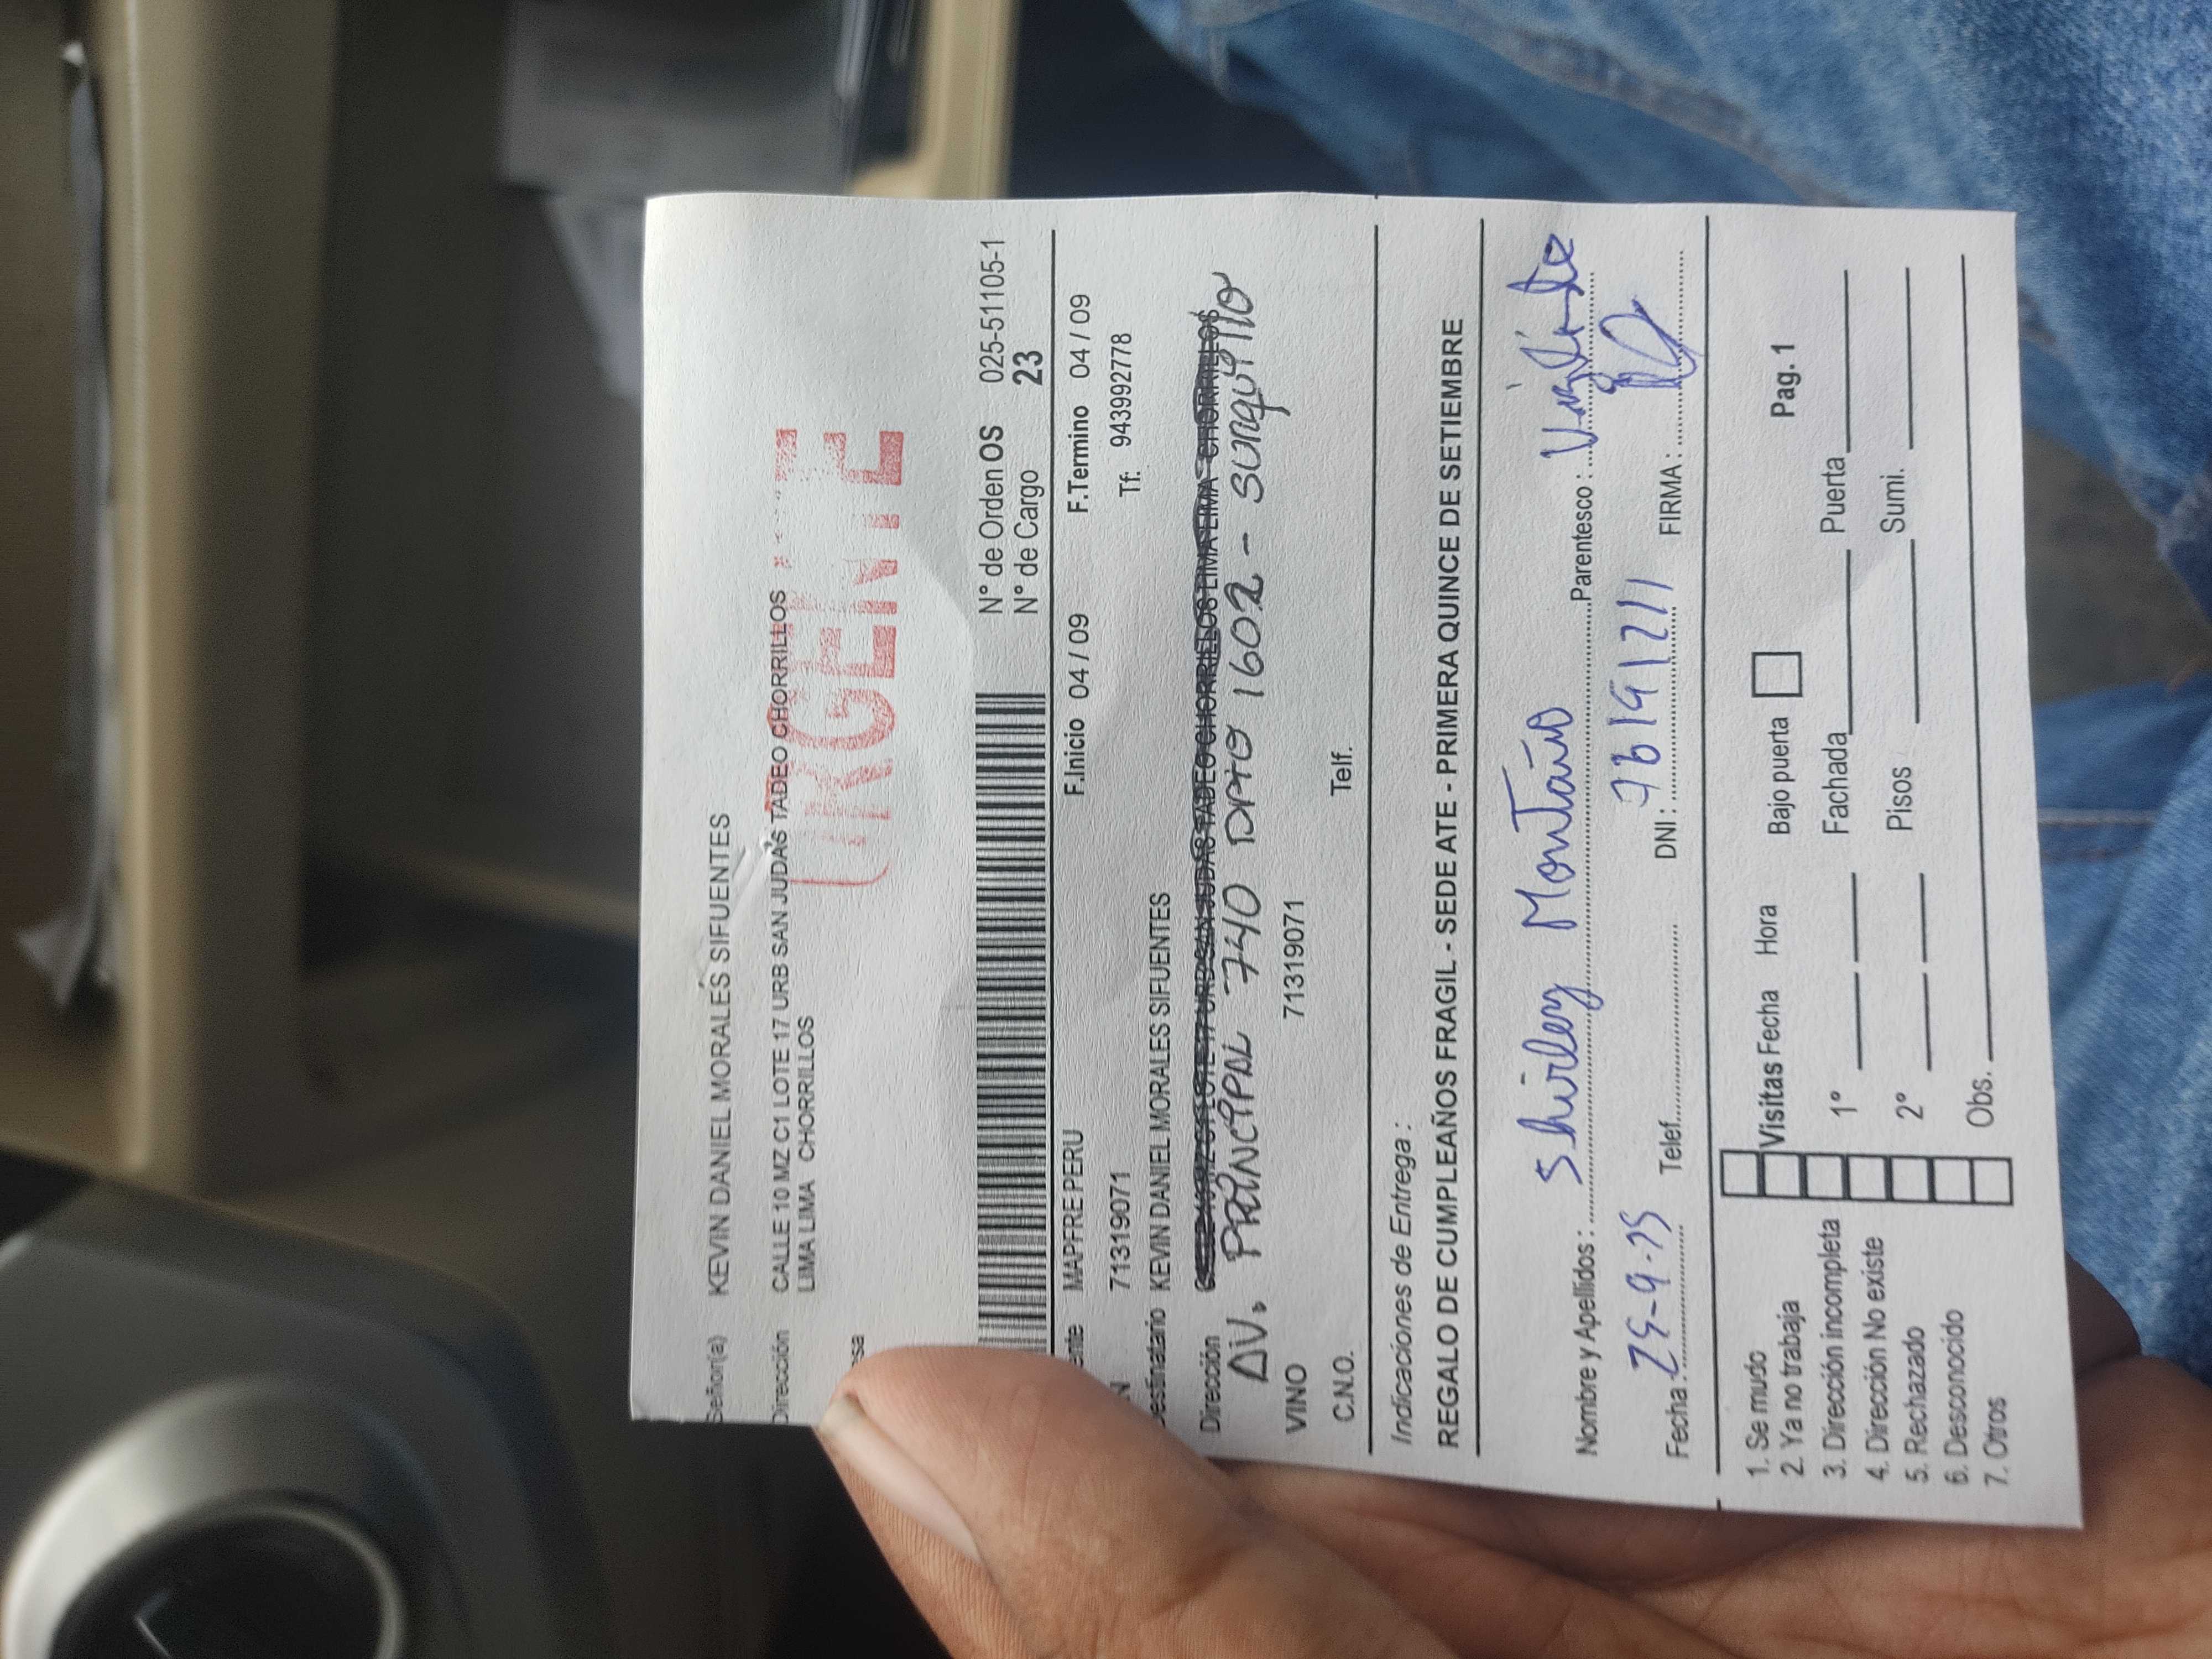 Señor(a) KEVIN DANIEL MORALES SIFUENTES
Dirección CALLE 10 MZ C1 LOTE 17 URB SAN JUDAS TADEO CHORRILLOS
LIMA LIMA CHORRILLOS
URGENTE
N° de Orden OS 025-51105-1
N° de Cargo 23
MAPFRE PERU F.Inicio 04 / 09 F.Termino 04 / 09
71319071 Tf. 943992778
Destinatario KEVIN DANIEL MORALES SIFUENTES
Dirección
AV. PRINCIPAL 740 DPTO 1602 - SURQUILLO
VINO 71319071
C.N.O. Telf.
Indicaciones de Entrega :
REGALO DE CUMPLEAÑOS FRAGIL - SEDE ATE - PRIMERA QUINCE DE SETIEMBRE
Nombre y Apellidos : Shirley Montaño Parentesco :
Fecha : Telef. DNI : 76191211 FIRMA :
1. Se mudo
2. Ya no trabaja Visitas Fecha Hora Bajo puerta Pag. 1
3. Dirección incompleta 1° Fachada Puerta
4. Dirección No existe
5. Rechazado 2° Pisos Sumi.
6. Desconocido
7. Otros Obs.